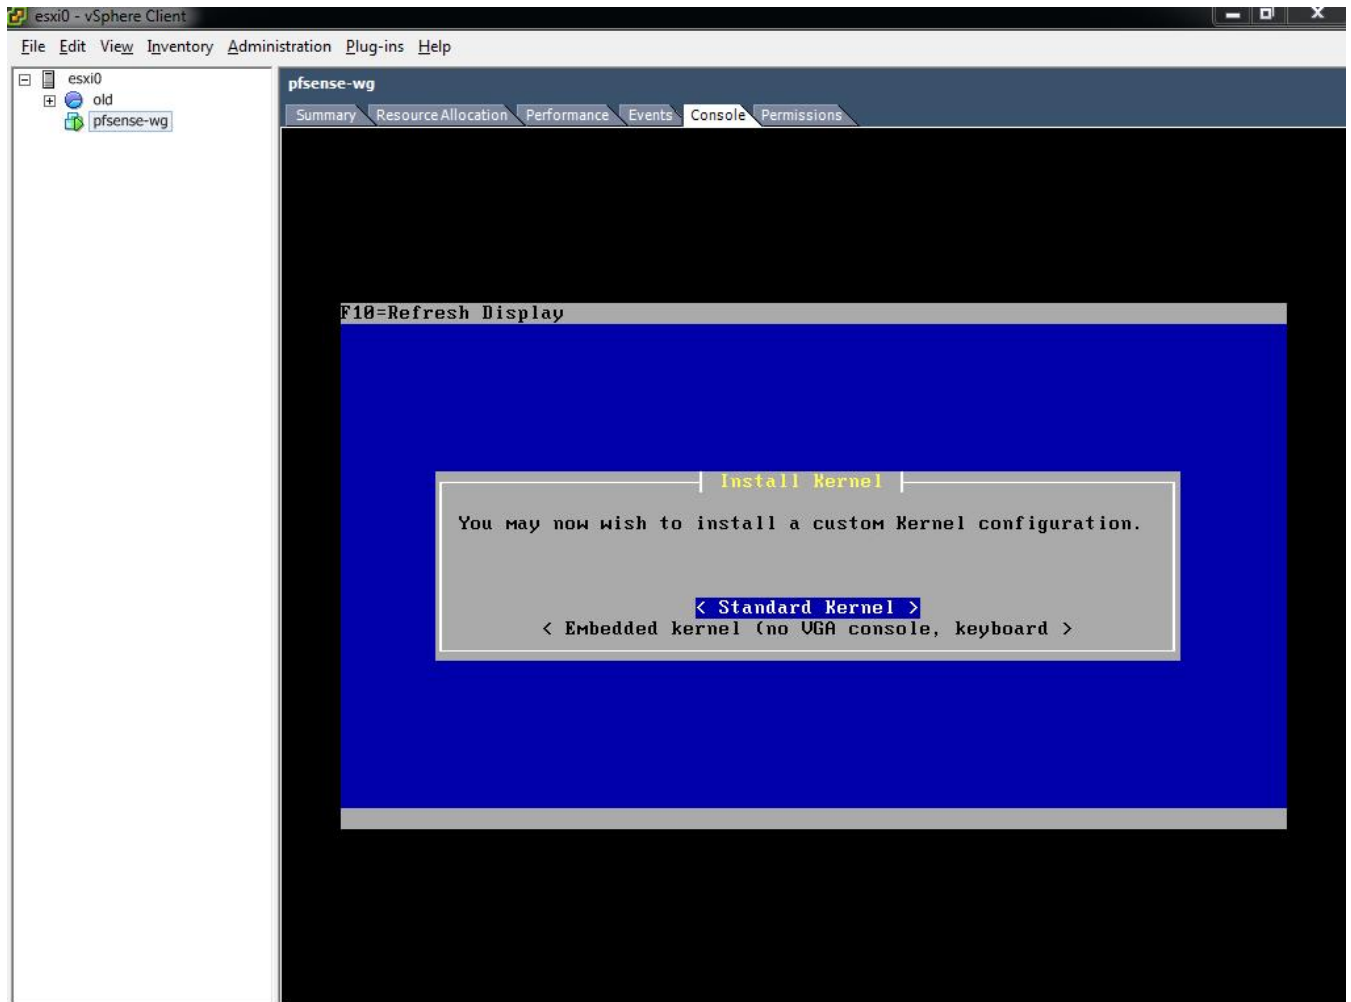 esxi0 - vSphere Client
File Edit View Inventory Administration Plug-ins Help
esxi0
old
pfsense-wg
pfsense-wg
Summary Resource Allocation Performance Events Console Permissions
F10=Refresh Display
Install Kernel
You may now wish to install a custom Kernel configuration.
< Standard Kernel >
< Embedded kernel (no VGA console, keyboard >